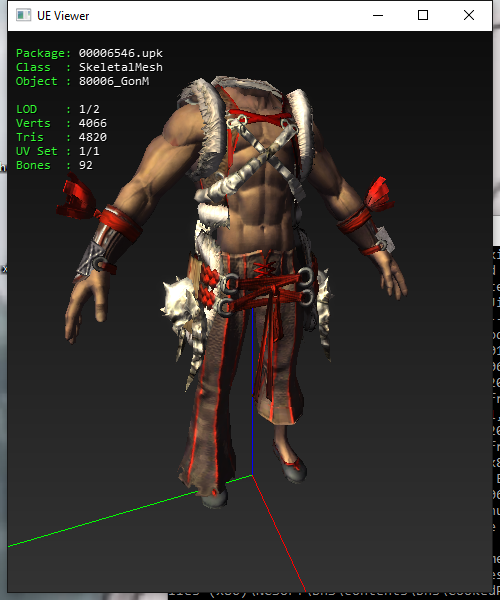 UE Viewer
Package: 00006546.upk
Class : SkeletalMesh
Object : 80006_GonM
LOD : 1/2
Verts : 4066
Tris : 4820
UV Set : 1/1
Bones : 92